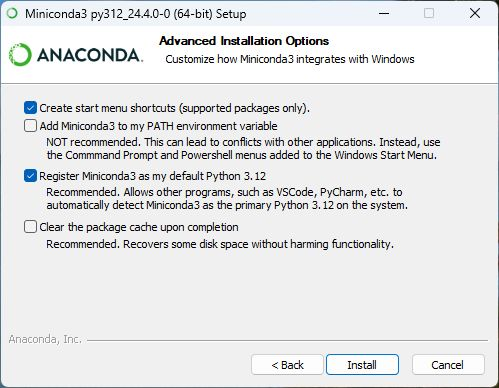 Miniconda3 py312_24.4.0-0 (64-bit) Setup
ANACONDA.
Advanced Installation Options
Customize how Miniconda3 integrates with Windows
Create start menu shortcuts (supported packages only).
Add Miniconda3 to my PATH environment variable
NOT recommended. This can lead to conflicts with other applications. Instead, use
the Commmand Prompt and Powershell menus added to the Windows Start Menu.
Register Miniconda3 as my default Python 3.12
Recommended. Allows other programs, such as VSCode, PyCharm, etc. to
automatically detect Miniconda3 as the primary Python 3.12 on the system.
Clear the package cache upon completion
Recommended. Recovers some disk space without harming functionality.
Anaconda, Inc.
< Back
Install
Cancel